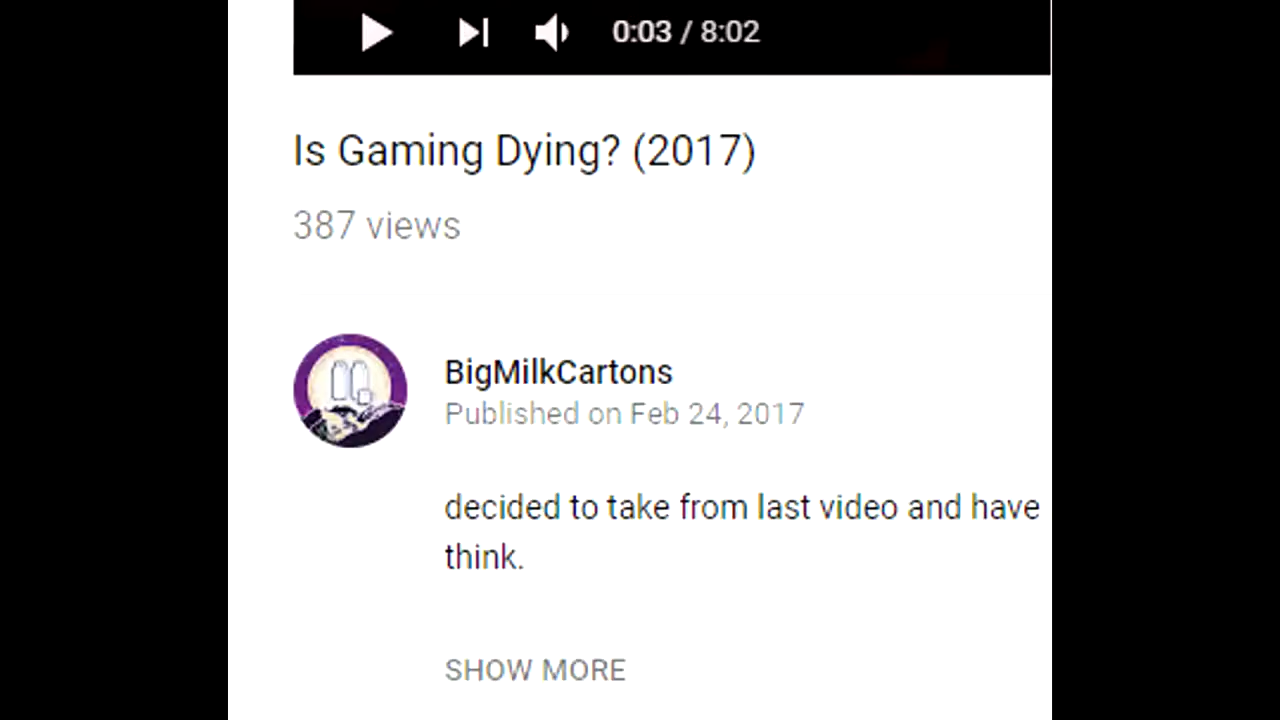 0:03 / 8:02
Is Gaming Dying? (2017)
387 views
BigMilkCartons
Published on Feb 24, 2017
decided to take from last video and have
think.
SHOW MORE